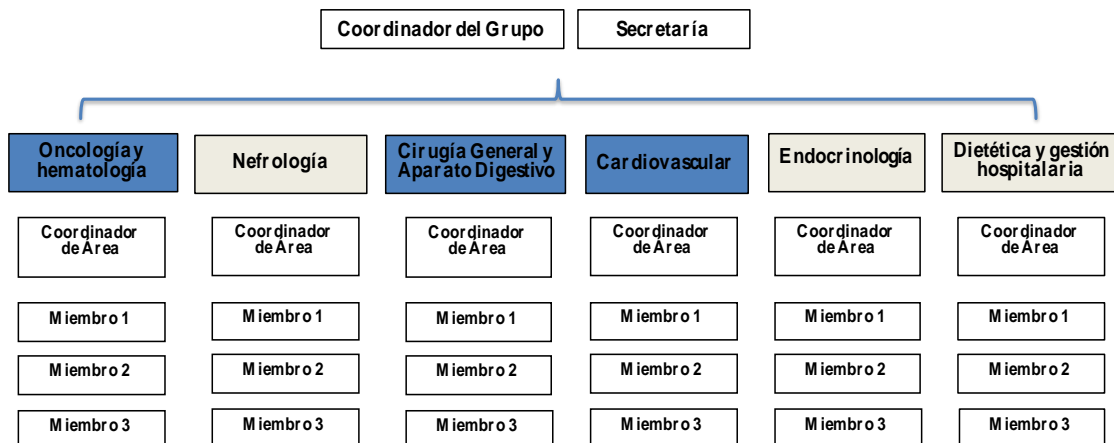 Coordinador del Grupo
Secretaría
Oncología y
hematología
Nefrología
Cirugía General y
Aparato Digestivo
Cardiovascular
Endocrinología
Dietética y gestión
hospitalaria
Coordinador
de Área
Coordinador
de Área
Coordinador
de Área
Coordinador
de Área
Coordinador
de Área
Coordinador
de Área
Miembro 1
Miembro 1
Miembro 1
Miembro 1
Miembro 1
Miembro 1
Miembro 2
Miembro 2
Miembro 2
Miembro 2
Miembro 2
Miembro 2
Miembro 3
Miembro 3
Miembro 3
Miembro 3
Miembro 3
Miembro 3